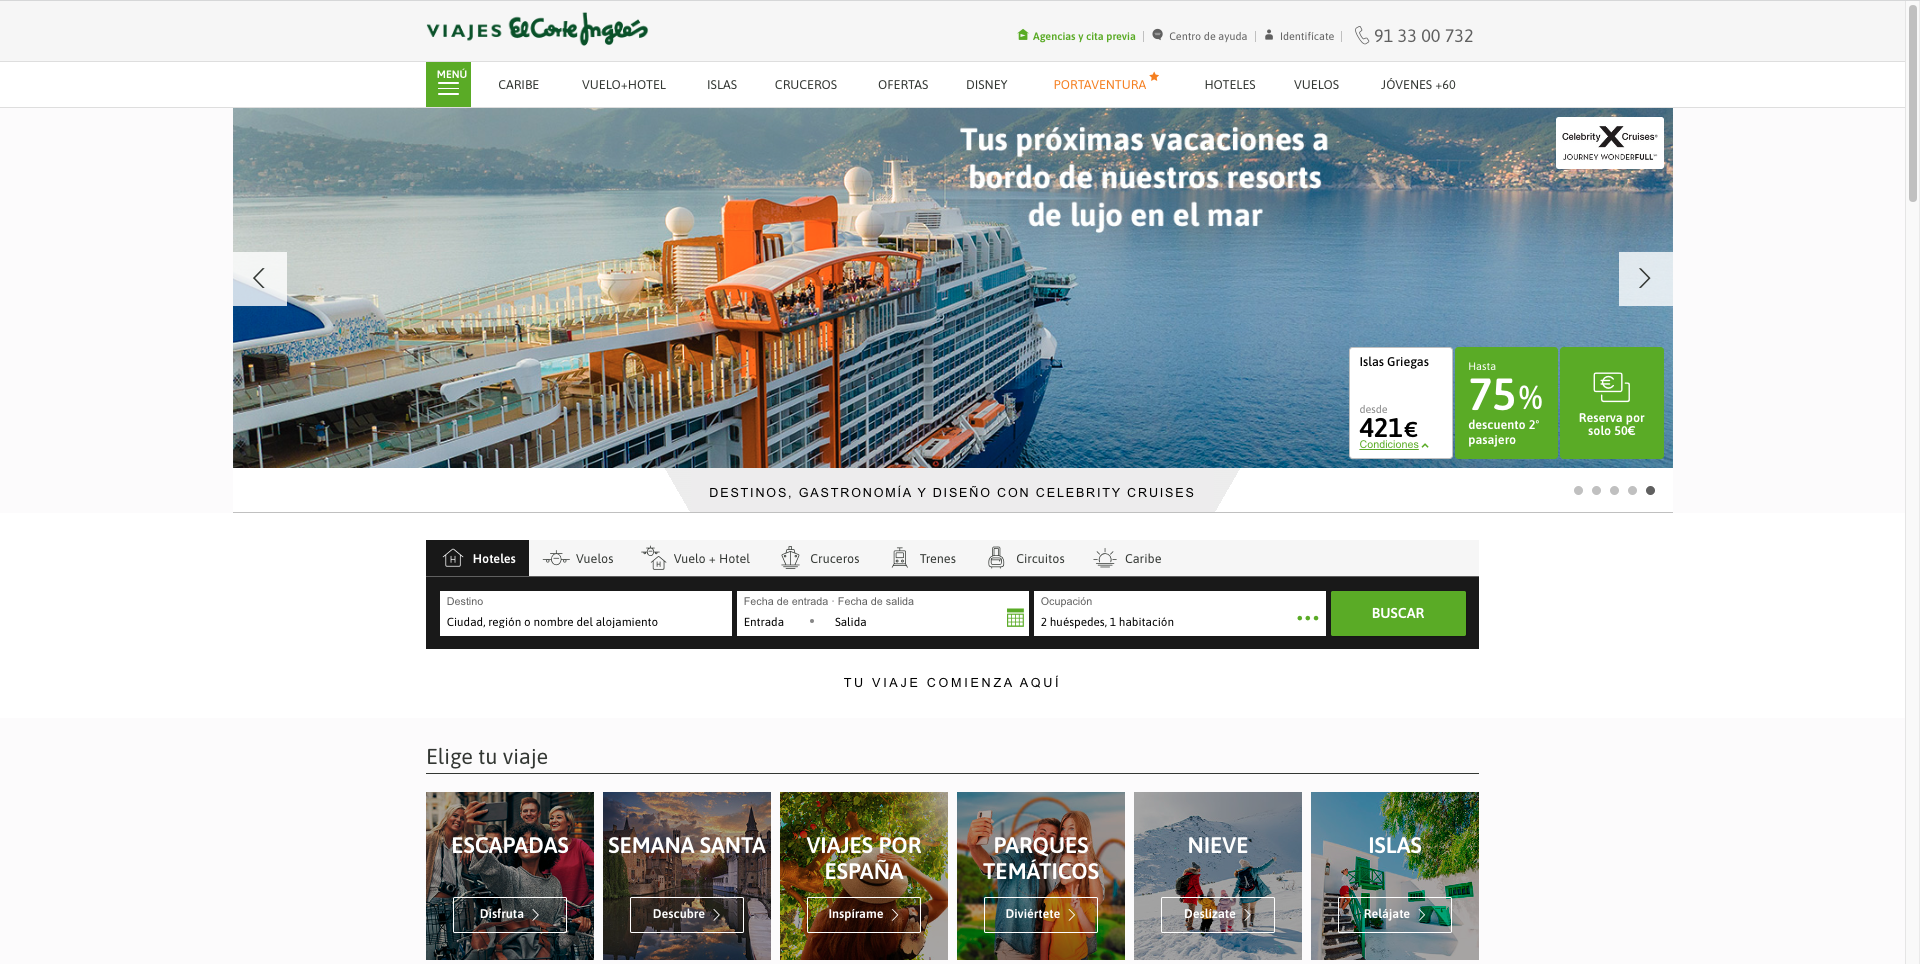 VIAJES El Corte Inglés
Agencias y cita previa
Centro de ayuda
Identifícate
91 33 00 732
MENÚ
CARIBE
VUELO+HOTEL
ISLAS
CRUCEROS
OFERTAS
DISNEY
PORTAVENTURA
HOTELES
VUELOS
JÓVENES +60
Tus próximas vacaciones a
bordo de nuestros resorts
de lujo en el mar
Celebrity X Cruises®
JOURNEY WONDERFULL℠
Islas Griegas
desde
421€
Condiciones
Hasta
75%
descuento 2º
pasajero
Reserva por
solo 50€
DESTINOS, GASTRONOMÍA Y DISEÑO CON CELEBRITY CRUISES
Hoteles
Vuelos
Vuelo + Hotel
Cruceros
Trenes
Circuitos
Caribe
Destino
Ciudad, región o nombre del alojamiento
Fecha de entrada · Fecha de salida
Entrada • Salida
Ocupación
2 huéspedes, 1 habitación
BUSCAR
TU VIAJE COMIENZA AQUÍ
Elige tu viaje
ESCAPADAS
Disfruta
SEMANA SANTA
Descubre
VIAJES POR
ESPAÑA
Inspírame
PARQUES
TEMÁTICOS
Diviértete
NIEVE
Deslízate
ISLAS
Relájate